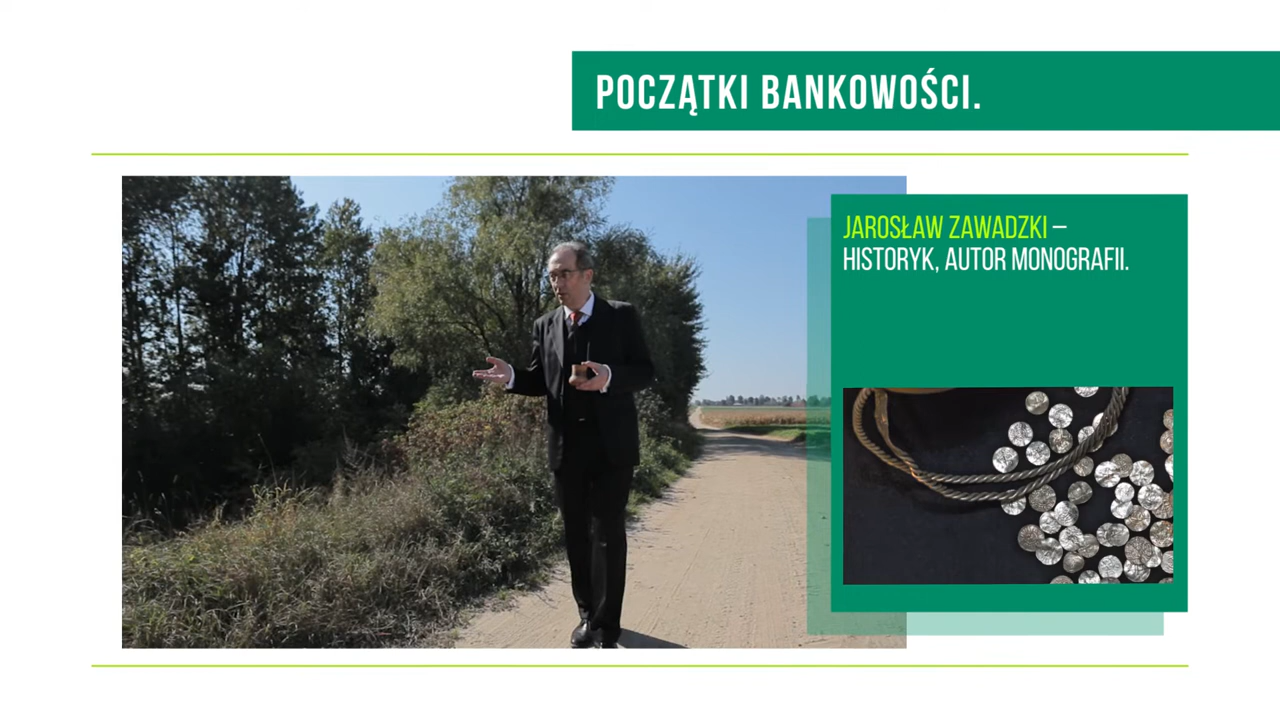 POCZĄTKI BANKOWOŚCI.
JAROSŁAW ZAWADZKI –
HISTORYK, AUTOR MONOGRAFII.